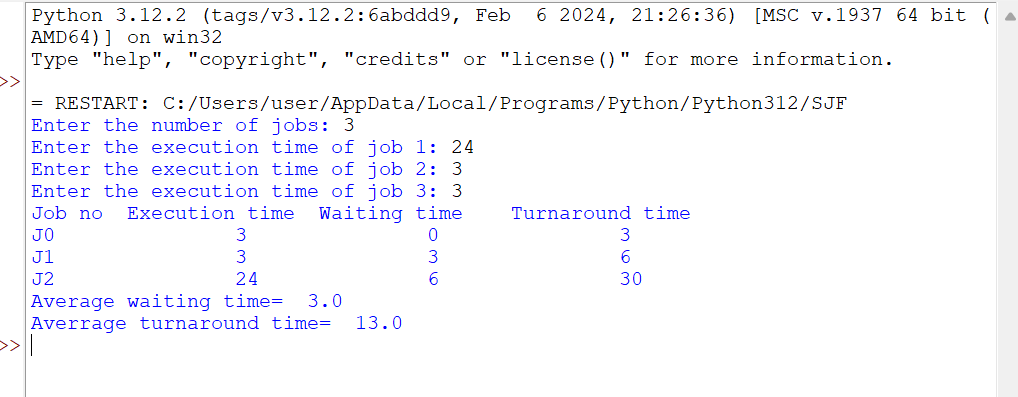 Python 3.12.2 (tags/v3.12.2:6abddd9, Feb  6 2024, 21:26:36) [MSC v.1937 64 bit (
AMD64)] on win32
Type "help", "copyright", "credits" or "license()" for more information.
>>
= RESTART: C:/Users/user/AppData/Local/Programs/Python/Python312/SJF
Enter the number of jobs: 3
Enter the execution time of job 1: 24
Enter the execution time of job 2: 3
Enter the execution time of job 3: 3
Job no  Execution time  Waiting time    Turnaround time
J0               3               0               3
J1               3               3               6
J2               24              6               30
Average waiting time=  3.0
Averrage turnaround time=  13.0
>>